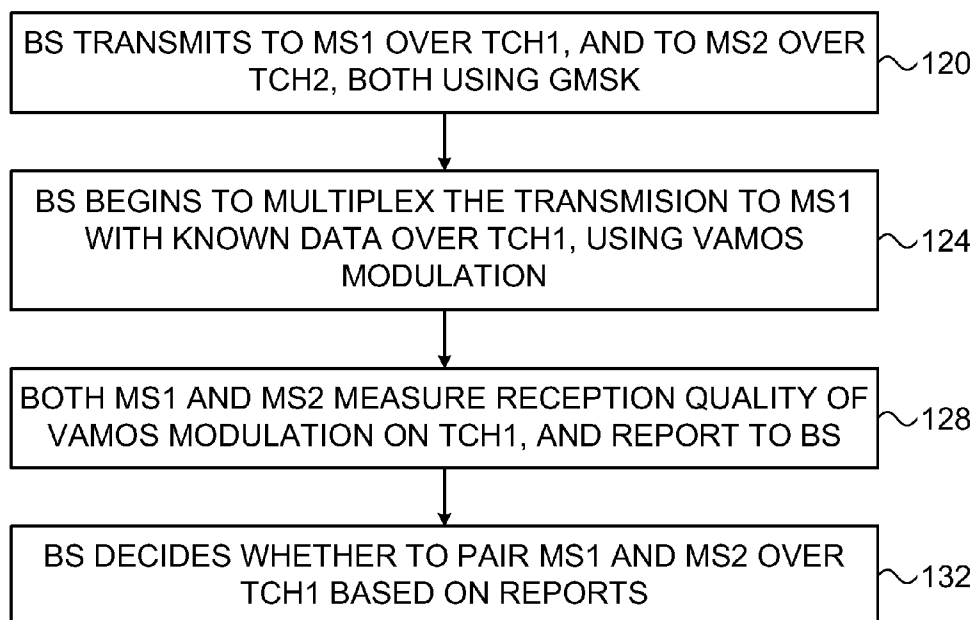 BS TRANSMITS TO MS1 OVER TCH1, AND TO MS2 OVER
TCH2, BOTH USING GMSK
120
BS BEGINS TO MULTIPLEX THE TRANSMISION TO MS1
WITH KNOWN DATA OVER TCH1, USING VAMOS
MODULATION
124
BOTH MS1 AND MS2 MEASURE RECEPTION QUALITY OF
VAMOS MODULATION ON TCH1, AND REPORT TO BS
128
BS DECIDES WHETHER TO PAIR MS1 AND MS2 OVER
TCH1 BASED ON REPORTS
132